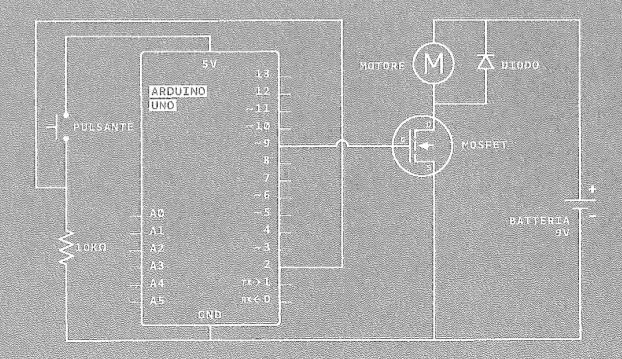 5V
ARDUINO
UNO
13
12
~11
~10
~9
8
7
~6
~5
4
~3
2
TX→1
RX←0
A0
A1
A2
A3
A4
A5
GND
PULSANTE
10KΩ
MOTORE
M
DIODO
G
D
S
MOSFET
+
BATTERIA
9V
-